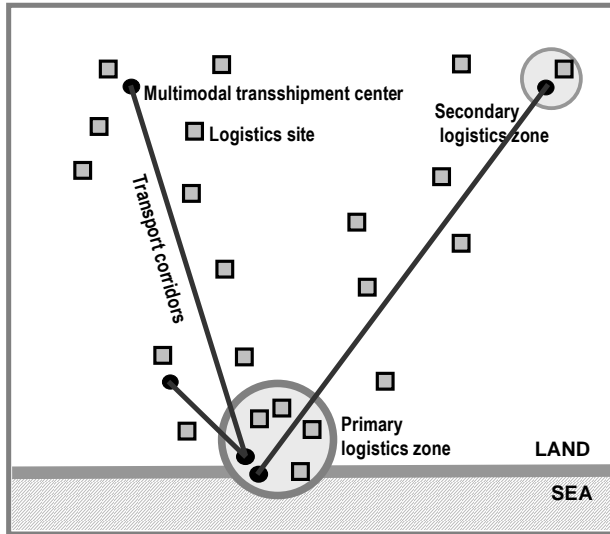 Multimodal transshipment center
Secondary
logistics zone
Logistics site
Transport corridors
Primary
logistics zone
LAND
SEA